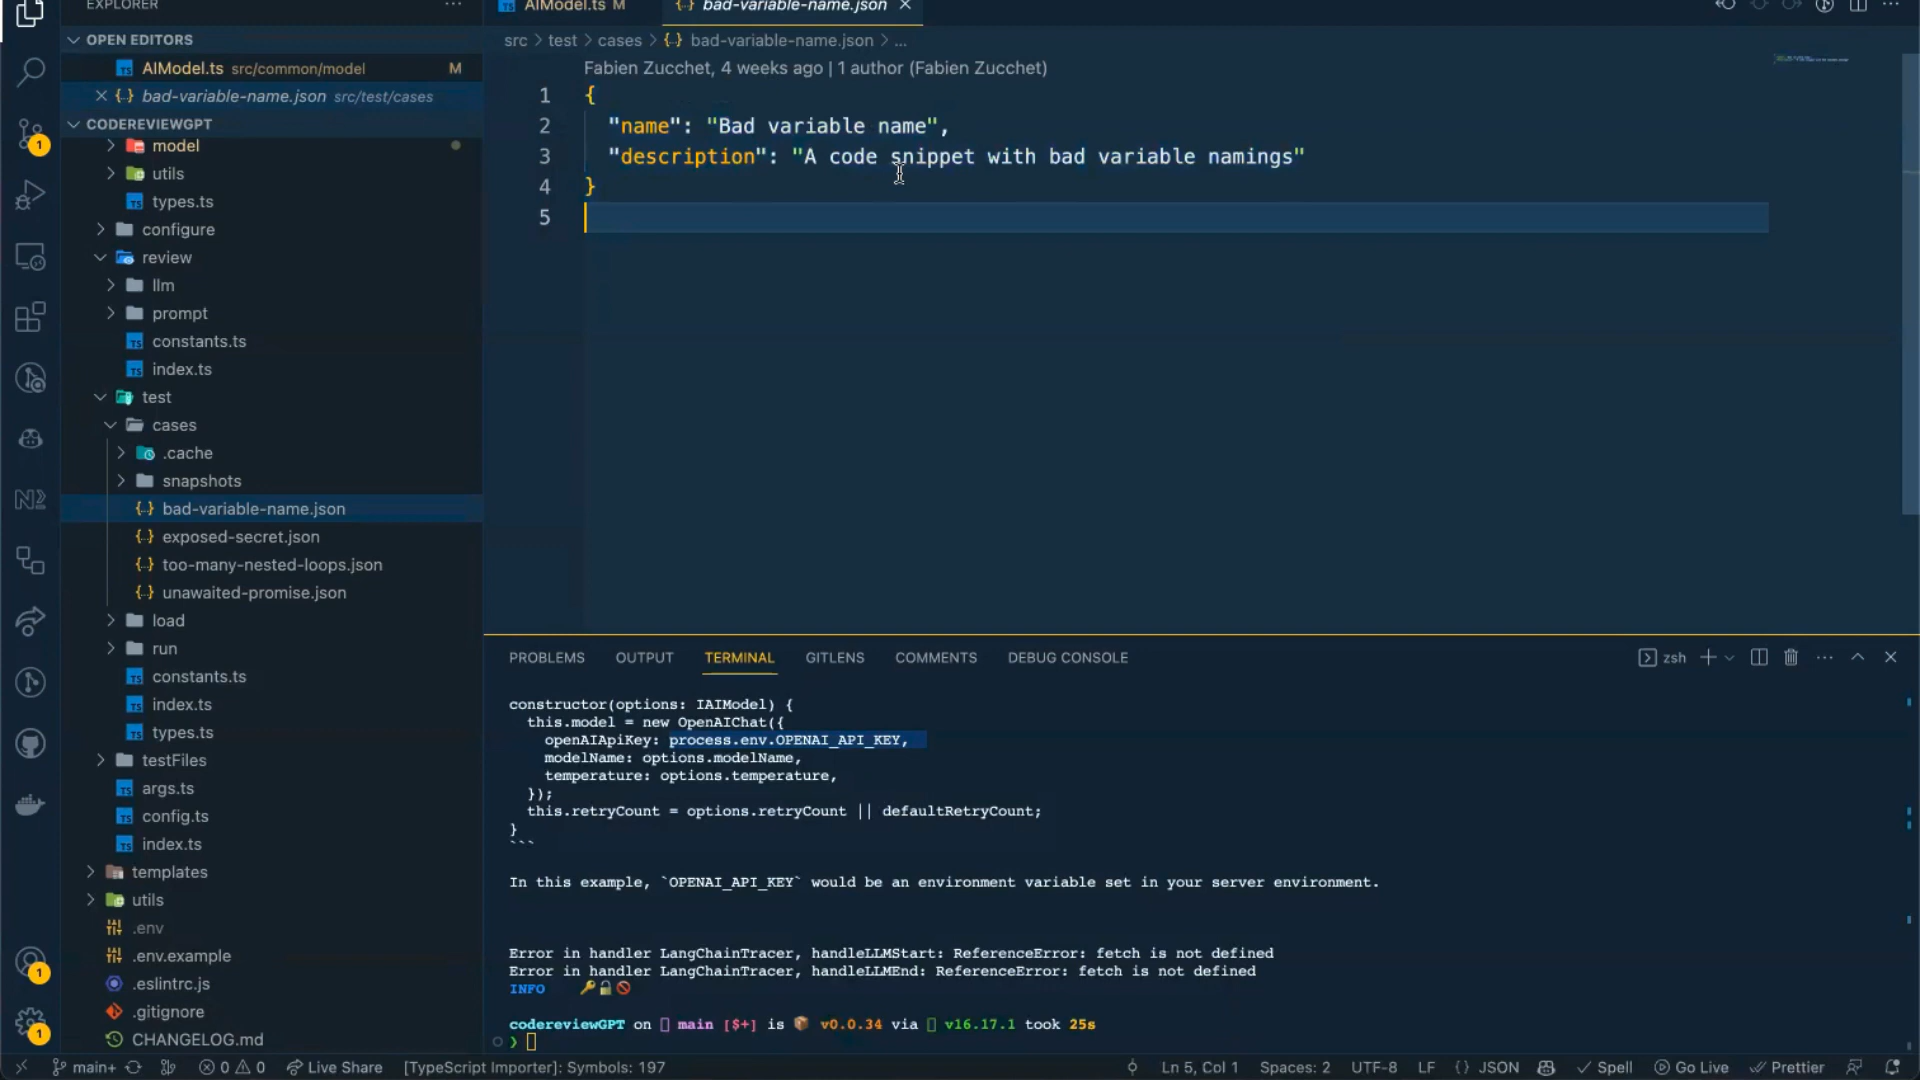 EXPLORER
OPEN EDITORS
AIModel.ts src/common/model M
bad-variable-name.json src/test/cases
CODEREVIEWGPT
model
utils
types.ts
configure
review
llm
prompt
constants.ts
index.ts
test
cases
.cache
snapshots
bad-variable-name.json
exposed-secret.json
too-many-nested-loops.json
unawaited-promise.json
load
run
constants.ts
index.ts
types.ts
testFiles
args.ts
config.ts
index.ts
templates
utils
.env
.env.example
.eslintrc.js
.gitignore
CHANGELOG.md
AIModel.ts M
bad-variable-name.json
src > test > cases > {..} bad-variable-name.json > ...
Fabien Zucchet, 4 weeks ago | 1 author (Fabien Zucchet)
1 {
2 "name": "Bad variable name",
3 "description": "A code snippet with bad variable namings"
4 }
5
PROBLEMS OUTPUT TERMINAL GITLENS COMMENTS DEBUG CONSOLE
zsh
constructor(options: IAIModel) {
this.model = new OpenAIChat({
openAIApiKey: process.env.OPENAI_API_KEY,
modelName: options.modelName,
temperature: options.temperature,
});
this.retryCount = options.retryCount || defaultRetryCount;
}
```
In this example, `OPENAI_API_KEY` would be an environment variable set in your server environment.
Error in handler LangChainTracer, handleLLMStart: ReferenceError: fetch is not defined
Error in handler LangChainTracer, handleLLMEnd: ReferenceError: fetch is not defined
INFO 🔑🔒🚫
codereviewGPT on main [$+] is 📦 v0.0.34 via v16.17.1 took 25s
❯
main+ 0 0 Live Share [TypeScript Importer]: Symbols: 197 Ln 5, Col 1 Spaces: 2 UTF-8 LF {} JSON Spell Go Live Prettier